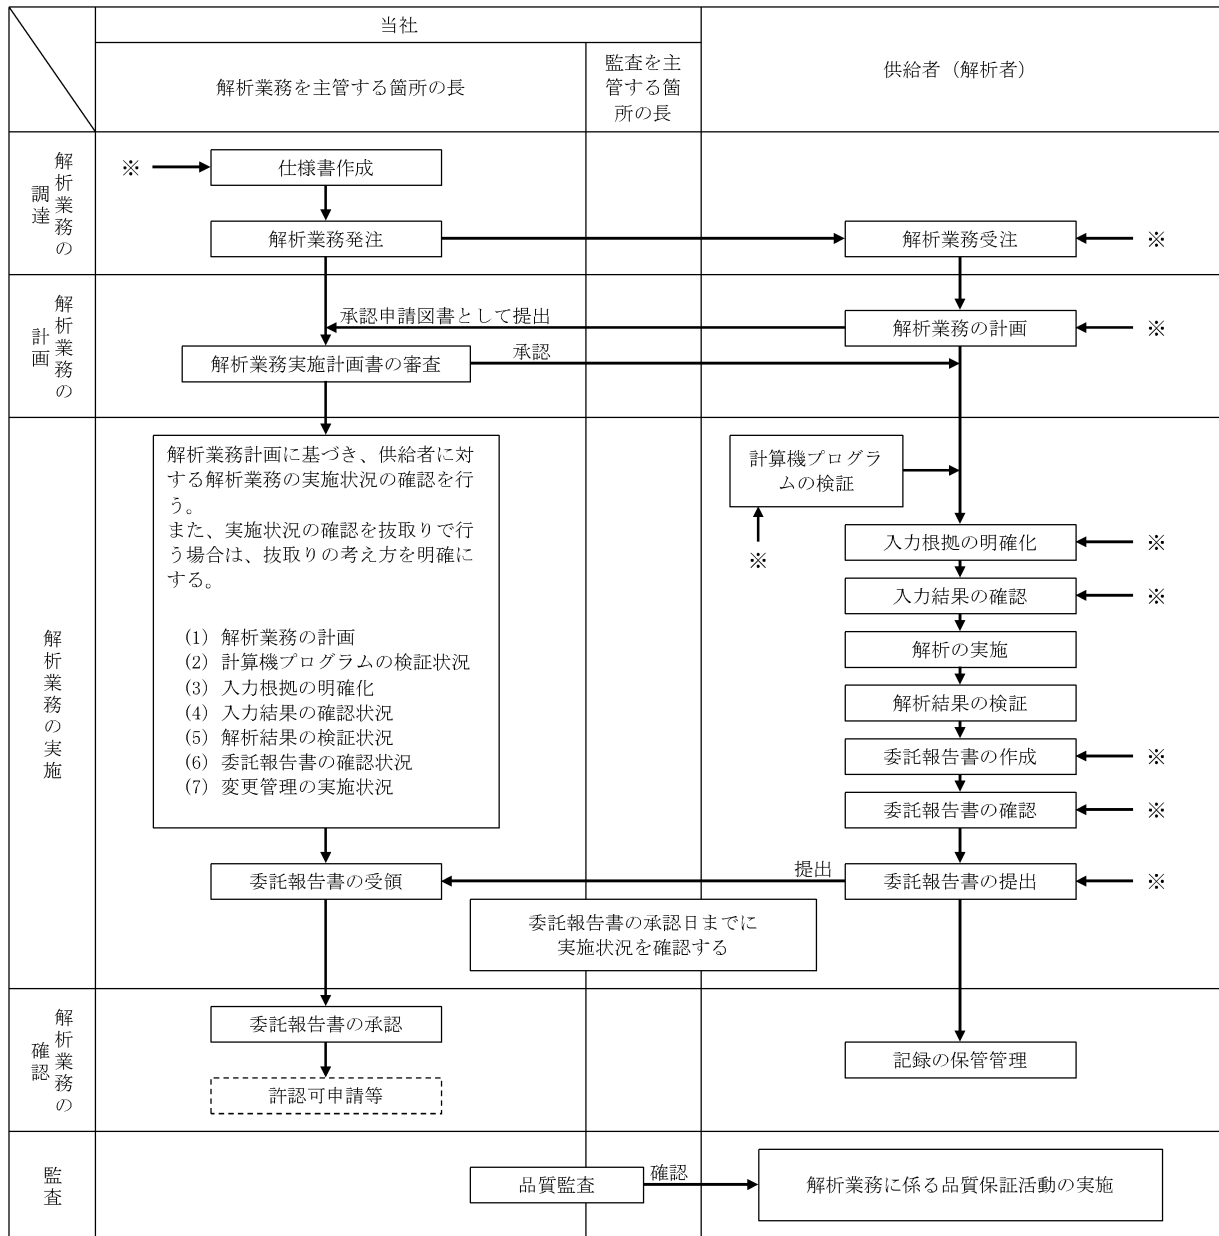 当社
解析業務を主管する箇所の長
監査を主
管する箇
所の長
供給者（解析者）
解析業務の
調達
※
仕様書作成
解析業務発注
解析業務受注
※
解析業務の
計画
承認申請図書として提出
解析業務の計画
※
解析業務実施計画書の審査
承認
解析業務の実施
解析業務計画に基づき、供給者に対
する解析業務の実施状況の確認を行
う。
また、実施状況の確認を抜取りで行
う場合は、抜取りの考え方を明確に
する。
(1) 解析業務の計画
(2) 計算機プログラムの検証状況
(3) 入力根拠の明確化
(4) 入力結果の確認状況
(5) 解析結果の検証状況
(6) 委託報告書の確認状況
(7) 変更管理の実施状況
計算機プログラ
ムの検証
※
入力根拠の明確化
※
入力結果の確認
※
解析の実施
解析結果の検証
委託報告書の作成
※
委託報告書の確認
※
委託報告書の受領
提出
委託報告書の提出
※
委託報告書の承認日までに
実施状況を確認する
解析業務の
確認
委託報告書の承認
記録の保管管理
許認可申請等
監査
品質監査
確認
解析業務に係る品質保証活動の実施